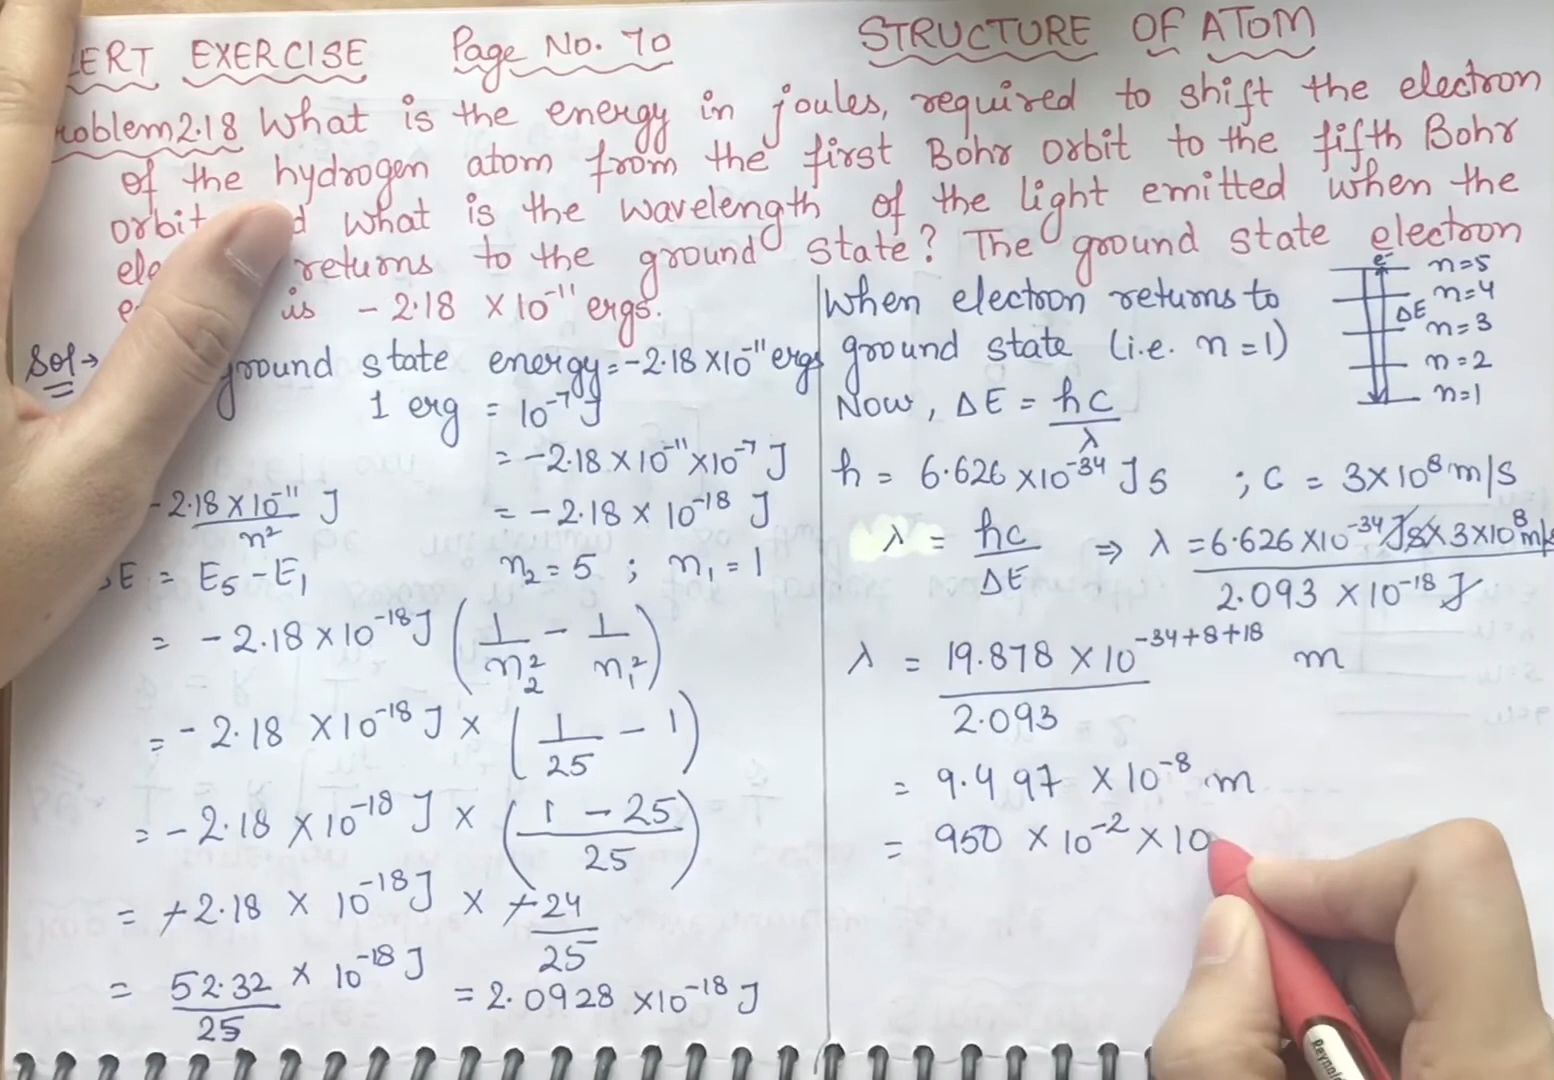 ERT EXERCISE Page No. 70 STRUCTURE OF ATOM
roblem 2.18 What is the energy in joules, required to shift the electron
of the hydrogen atom from the first Bohr orbit to the fifth Bohr
orbit d what is the wavelength of the light emitted when the
ele returns to the ground state? The ground state electron
e is - 2.18 × 10⁻¹¹ ergs.
Sol→ ground state energy = -2.18 × 10⁻¹¹ ergs
1 erg = 10⁻⁷ J
= -2.18 × 10⁻¹¹ × 10⁻⁷ J
-2.18 × 10⁻¹¹/n² J = -2.18 × 10⁻¹⁸ J
E = E₅ - E₁ n₂ = 5 ; n₁ = 1
= -2.18 × 10⁻¹⁸ J (1/n₂² - 1/n₁²)
= -2.18 × 10⁻¹⁸ J × (1/25 - 1)
= -2.18 × 10⁻¹⁸ J × (1 - 25/25)
= +2.18 × 10⁻¹⁸ J × +24/25
= 52.32/25 × 10⁻¹⁸ J = 2.0928 × 10⁻¹⁸ J
When electron returns to
ground state (i.e. n = 1)
Now, ΔE = hc/λ
h = 6.626 × 10⁻³⁴ Js ; C = 3 × 10⁸ m/s
λ = hc/ΔE ⇒ λ = 6.626 × 10⁻³⁴ Js × 3 × 10⁸ m/s/2.093 × 10⁻¹⁸ J
λ = 19.878 × 10⁻³⁴⁺⁸⁺¹⁸/2.093 m
= 9.497 × 10⁻⁸ m
= 950 × 10⁻² × 10
e⁻ n=5
n=4
ΔE
n=3
n=2
n=1
Reynol